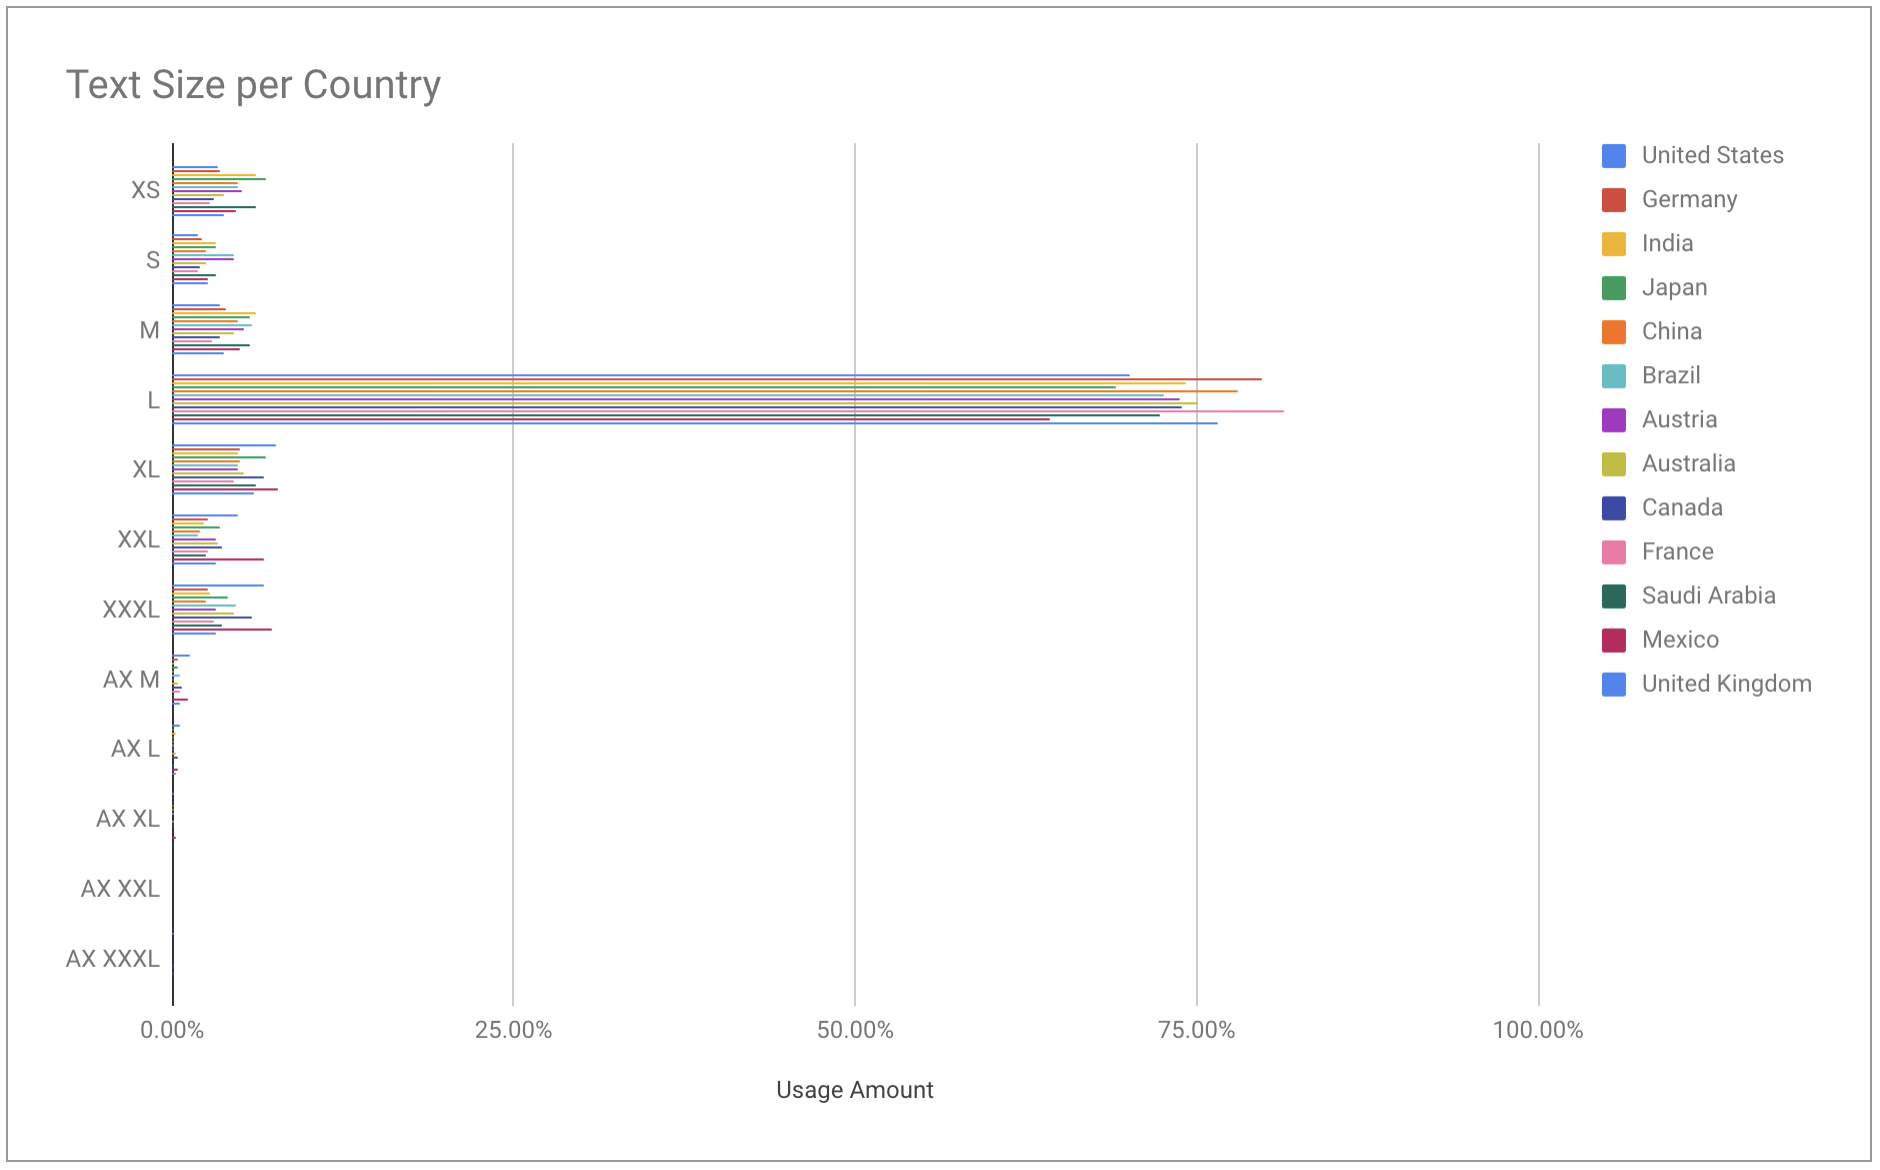 Text Size per Country
XS
S
M
L
XL
XXL
XXXL
AX M
AX L
AX XL
AX XXL
AX XXXL
0.00%
25.00%
50.00%
75.00%
100.00%
Usage Amount
United States
Germany
India
Japan
China
Brazil
Austria
Australia
Canada
France
Saudi Arabia
Mexico
United Kingdom